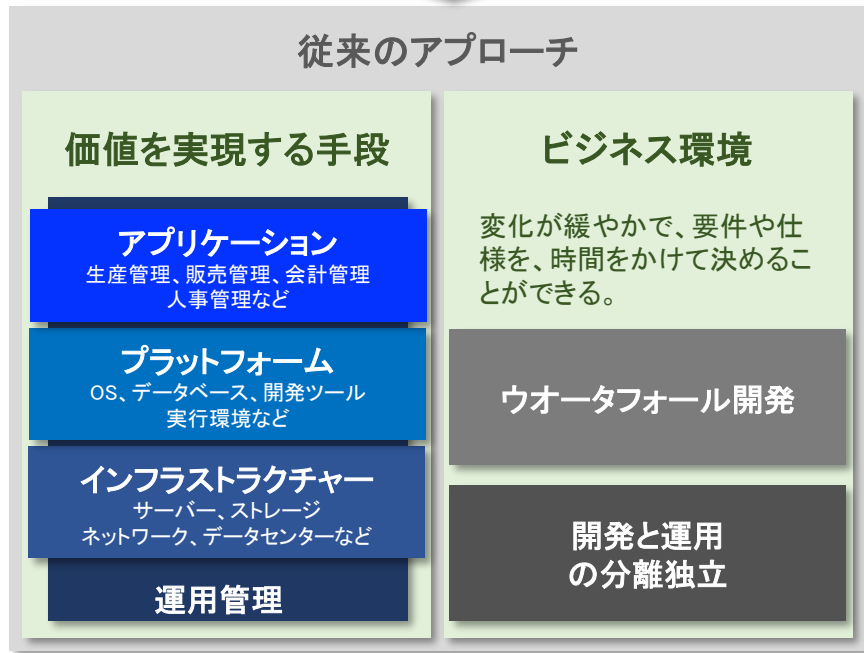 従来のアプローチ
価値を実現する手段
アプリケーション
生産管理、販売管理、会計管理
人事管理など
プラットフォーム
OS、データベース、開発ツール
実行環境など
インフラストラクチャー
サーバー、ストレージ
ネットワーク、データセンターなど
運用管理
ビジネス環境
変化が緩やかで、要件や仕
様を、時間をかけて決めるこ
とができる。
ウオータフォール開発
開発と運用
の分離独立